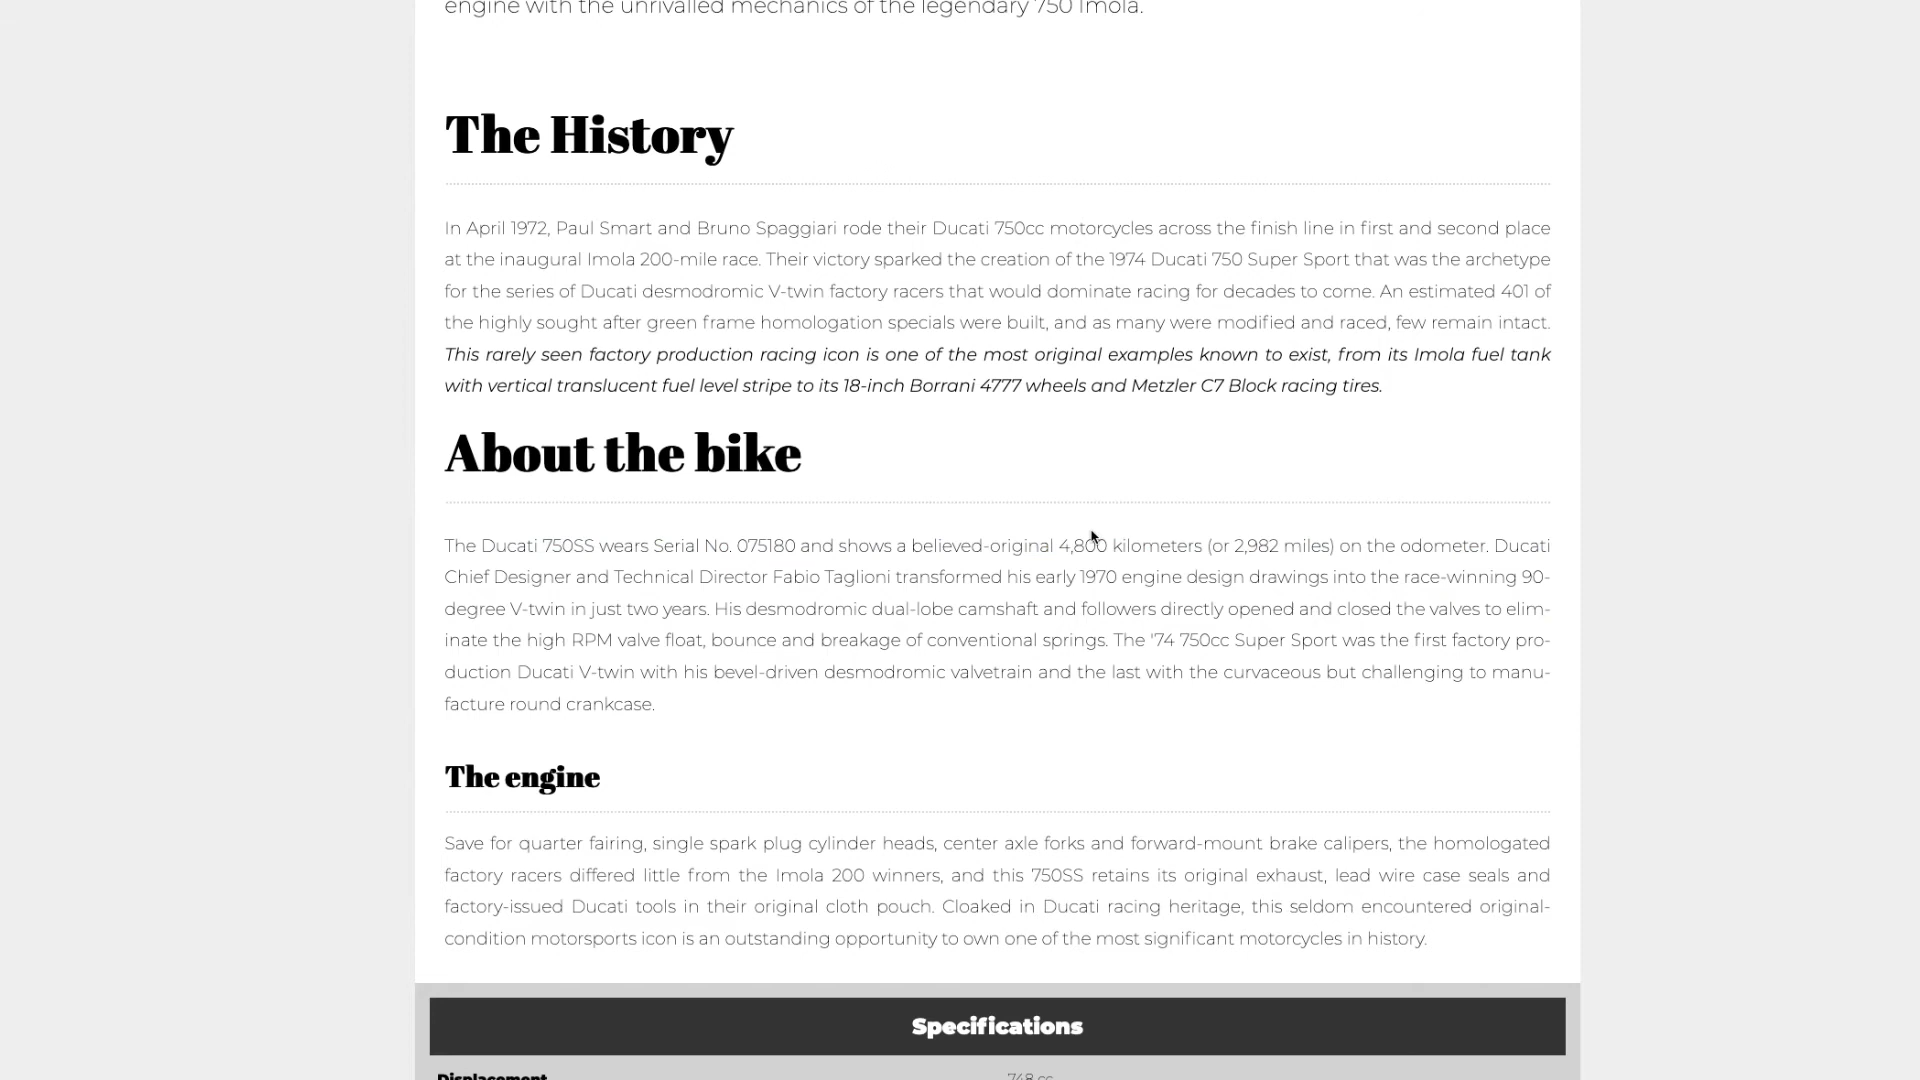 engine with the unrivalled mechanics of the legendary 750 Imola.
The History
In April 1972, Paul Smart and Bruno Spaggiari rode their Ducati 750cc motorcycles across the finish line in first and second place
at the inaugural Imola 200-mile race. Their victory sparked the creation of the 1974 Ducati 750 Super Sport that was the archetype
for the series of Ducati desmodromic V-twin factory racers that would dominate racing for decades to come. An estimated 401 of
the highly sought after green frame homologation specials were built, and as many were modified and raced, few remain intact.
This rarely seen factory production racing icon is one of the most original examples known to exist, from its Imola fuel tank
with vertical translucent fuel level stripe to its 18-inch Borrani 4777 wheels and Metzler C7 Block racing tires.
About the bike
The Ducati 750SS wears Serial No. 075180 and shows a believed-original 4,800 kilometers (or 2,982 miles) on the odometer. Ducati
Chief Designer and Technical Director Fabio Taglioni transformed his early 1970 engine design drawings into the race-winning 90-
degree V-twin in just two years. His desmodromic dual-lobe camshaft and followers directly opened and closed the valves to elim-
inate the high RPM valve float, bounce and breakage of conventional springs. The '74 750cc Super Sport was the first factory pro-
duction Ducati V-twin with his bevel-driven desmodromic valvetrain and the last with the curvaceous but challenging to manu-
facture round crankcase.
The engine
Save for quarter fairing, single spark plug cylinder heads, center axle forks and forward-mount brake calipers, the homologated
factory racers differed little from the Imola 200 winners, and this 750SS retains its original exhaust, lead wire case seals and
factory-issued Ducati tools in their original cloth pouch. Cloaked in Ducati racing heritage, this seldom encountered original-
condition motorsports icon is an outstanding opportunity to own one of the most significant motorcycles in history.
Specifications
Displacement 748 cc